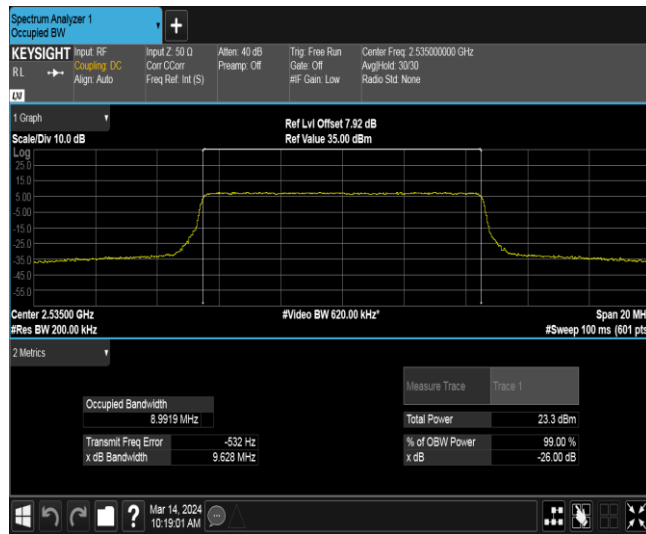 Spectrum Analyzer 1
Occupied BW
KEYSIGHT
RL
LXI
Input: RF
Coupling: DC
Align: Auto
Input Z: 50 Ω
Corr CCorr
Freq Ref: Int (S)
Atten: 40 dB
Preamp: Off
Trig: Free Run
Gate: Off
#IF Gain: Low
Center Freq: 2.535000000 GHz
Avg|Hold: 30/30
Radio Std: None
1 Graph
Scale/Div 10.0 dB
Ref Lvl Offset 7.92 dB
Ref Value 35.00 dBm
Log
25.0
15.0
5.00
-5.00
-15.0
-25.0
-35.0
-45.0
-55.0
Center 2.53500 GHz
#Res BW 200.00 kHz
#Video BW 620.00 kHz*
Span 20 MH
#Sweep 100 ms (601 pts
2 Metrics
Measure Trace Trace 1
Occupied Bandwidth
8.9919 MHz
Total Power 23.3 dBm
Transmit Freq Error -532 Hz
% of OBW Power 99.00 %
x dB Bandwidth 9.628 MHz
x dB -26.00 dB
?
Mar 14, 2024
10:19:01 AM